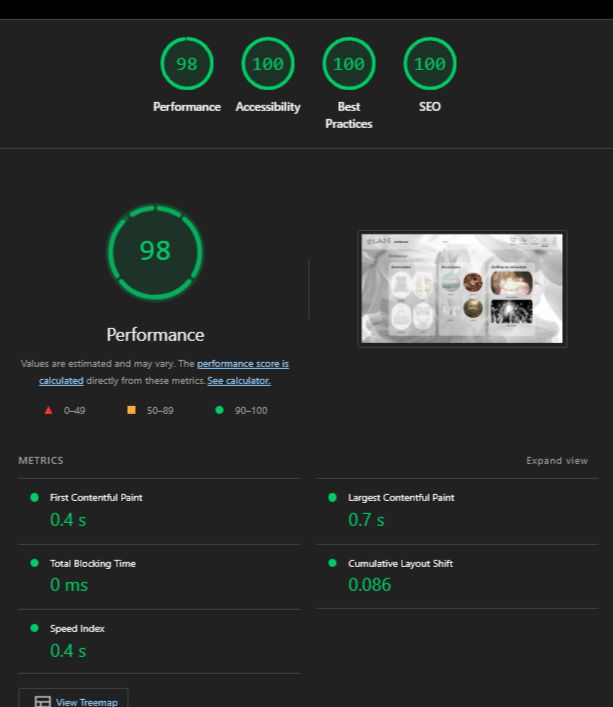 98
100
100
100
Performance
Accessibility
Best
Practices
SEO
98
Performance
Values are estimated and may vary. The performance score is
calculated directly from these metrics. See calculator.
0–49
50–89
90–100
METRICS
Expand view
First Contentful Paint
0.4 s
Largest Contentful Paint
0.7 s
Total Blocking Time
0 ms
Cumulative Layout Shift
0.086
Speed Index
0.4 s
View Treemap